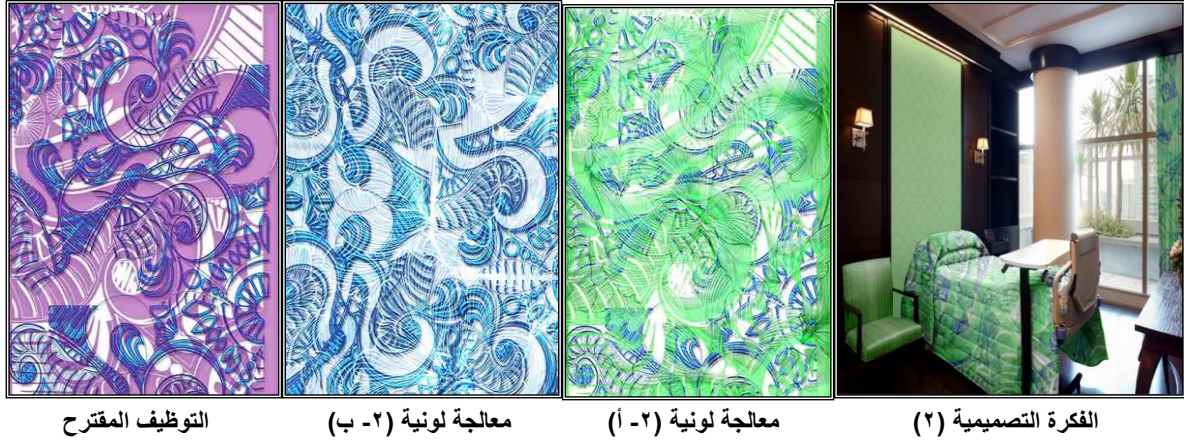 الفكرة التصميمية (٢)
معالجة لونية (٢- أ)
معالجة لونية (٢- ب)
التوظيف المقترح